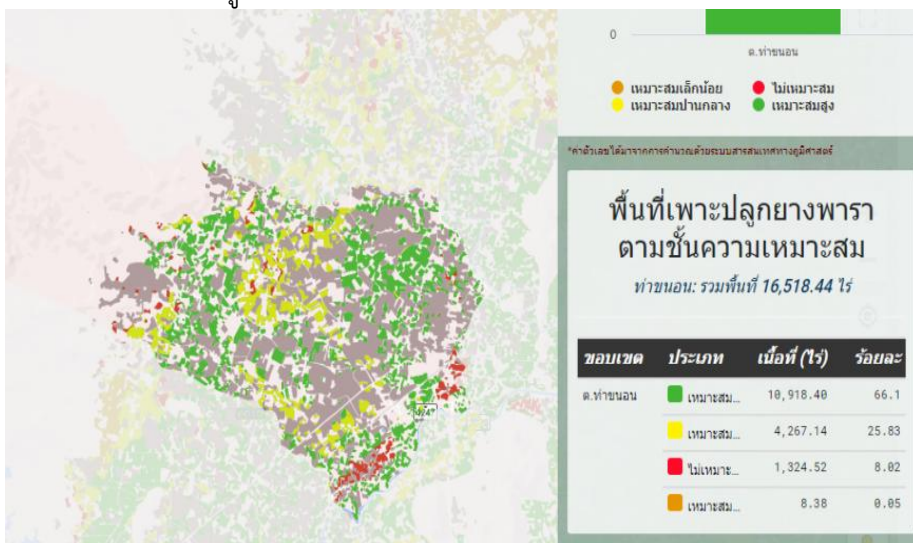 0
ต.ท่าขนอน
เหมาะสมเล็กน้อย
ไม่เหมาะสม
เหมาะสมปานกลาง
เหมาะสมสูง
*ค่าตัวเลขได้มาจากการคำนวณด้วยระบบสารสนเทศทางภูมิศาสตร์
พื้นที่เพาะปลูกยางพารา
ตามชั้นความเหมาะสม
ท่าขนอน: รวมพื้นที่ 16,518.44 ไร่
ขอบเขต ประเภท เนื้อที่ (ไร่) ร้อยละ
ต.ท่าขนอน เหมาะสม... 10,918.40 66.1
เหมาะสม... 4,267.14 25.83
ไม่เหมาะ... 1,324.52 8.02
เหมาะสม... 8.38 0.05